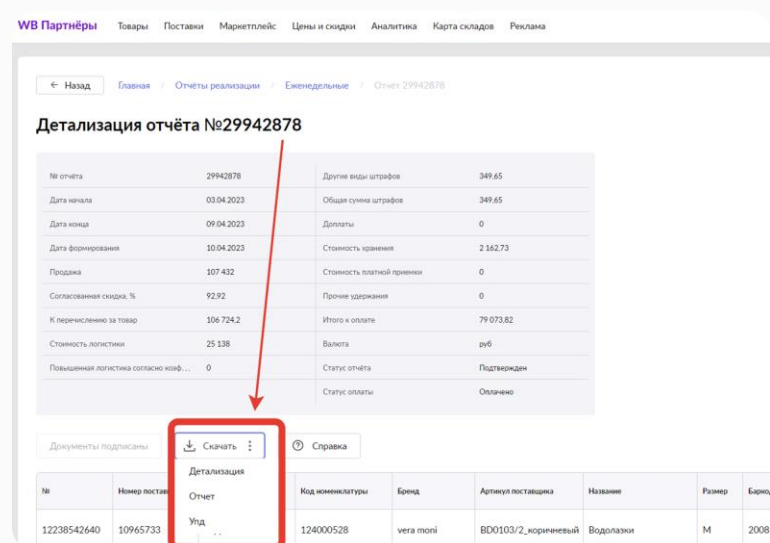 WB Партнёры Товары Поставки Маркетплейс Цены и скидки Аналитика Карта складов Реклама
← Назад Главная / Отчёты реализации / Еженедельные / Отчет 29942878
Детализация отчёта №29942878
№ отчёта 29942878 Другие виды штрафов 349,65
Дата начала 03.04.2023 Общая сумма штрафов 349,65
Дата конца 09.04.2023 Доплаты 0
Дата формирования 10.04.2023 Стоимость хранения 2 162,73
Продажа 107 432 Стоимость платной приемки 0
Согласованная скидка, % 92,92 Прочие удержания 0
К перечислению за товар 106 724,2 Итого к оплате 79 073,82
Стоимость логистики 25 138 Валюта руб
Повышенная логистика согласно коэф... 0 Статус отчёта Подтвержден
Статус оплаты Оплачено
Документы подписаны Скачать Справка
Детализация
Отчет
Упд
№ Номер постав Код номенклатуры Бренд Артикул поставщика Название Размер Баркод
12238542640 10965733 124000528 vera moni BD0103/2_коричневый Водолазки M 2008